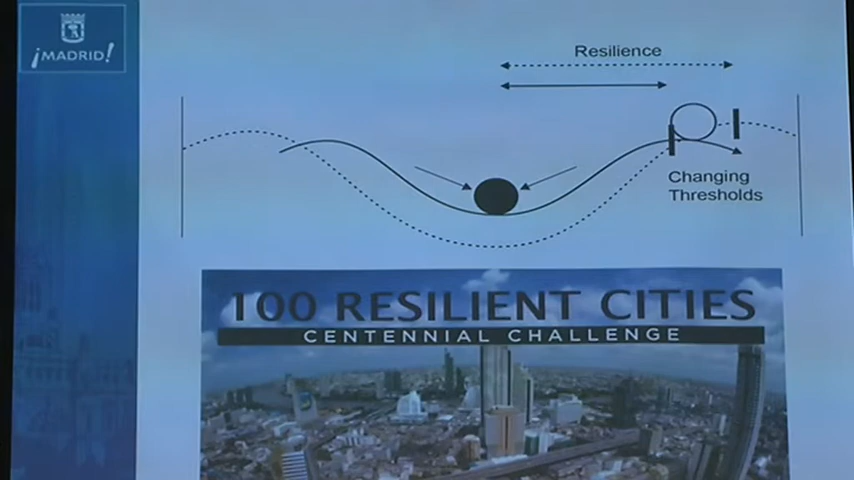 ¡MADRID!
Resilience
Changing
Thresholds
100 RESILIENT CITIES
CENTENNIAL CHALLENGE